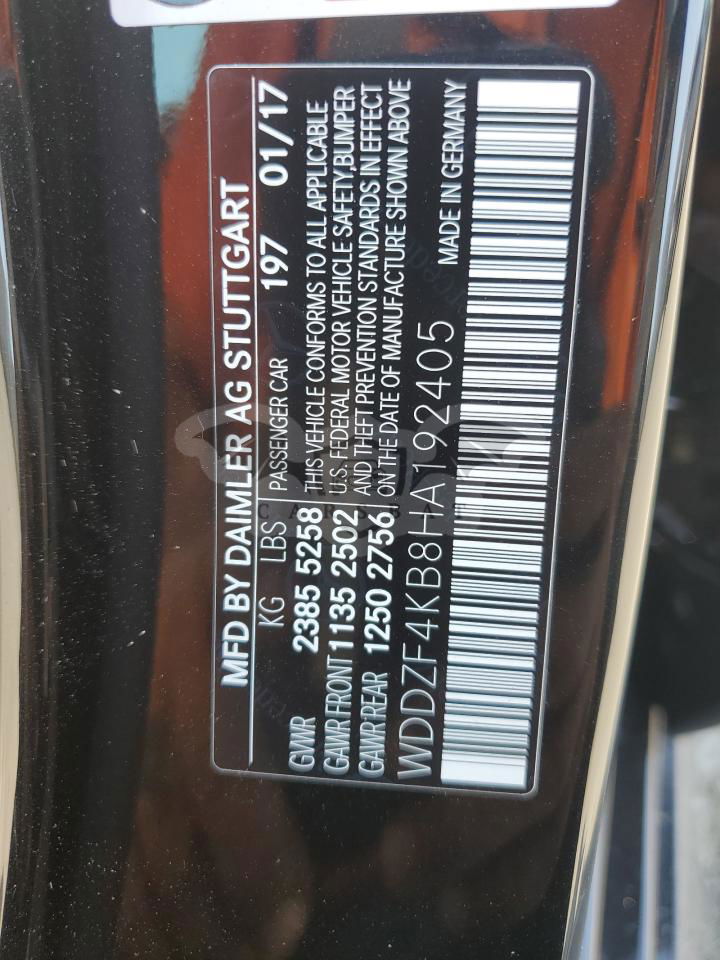 MFD BY DAIMLER AG STUTTGART
KG LBS PASSENGER CAR 197 01/17
GVWR 2385 5258 THIS VEHICLE CONFORMS TO ALL APPLICABLE
GAWR FRONT 1135 2502 U.S. FEDERAL MOTOR VEHICLE SAFETY,BUMPER
GAWR REAR 1250 2756 AND THEFT PREVENTION STANDARDS IN EFFECT
ON THE DATE OF MANUFACTURE SHOWN ABOVE
WDDZF4KB8HA192405 MADE IN GERMANY
CARSBAT